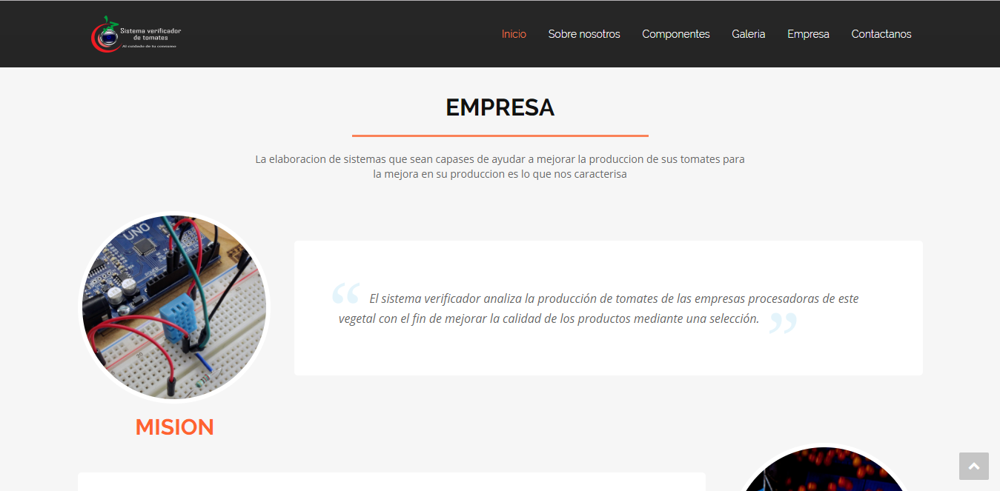 Sistema verificador
de tomates
Al cuidado de tu consumo
Inicio Sobre nosotros Componentes Galeria Empresa Contactanos
EMPRESA
La elaboracion de sistemas que sean capases de ayudar a mejorar la produccion de sus tomates para
la mejora en su produccion es lo que nos caracterisa
UNO
POWER
“ El sistema verificador analiza la producción de tomates de las empresas procesadoras de este
vegetal con el fin de mejorar la calidad de los productos mediante una selección. ”
MISION